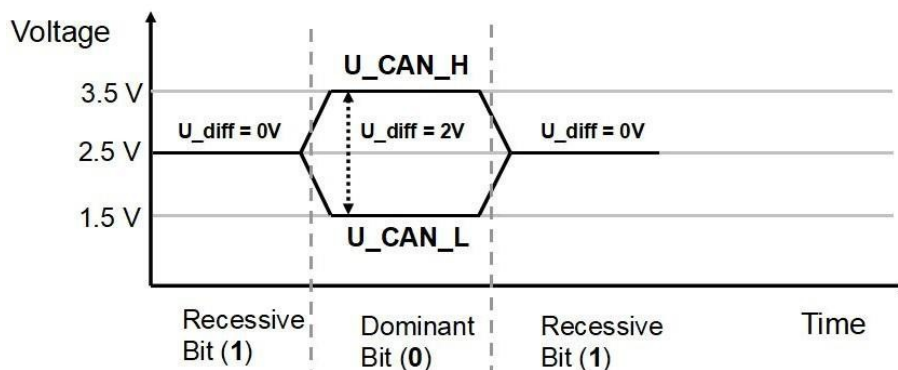 Voltage
U_CAN_H
3.5 V
U_diff = 0V
U_diff = 2V
U_diff = 0V
2.5 V
1.5 V
U_CAN_L
Recessive
Bit (1)
Dominant
Bit (0)
Recessive
Bit (1)
Time